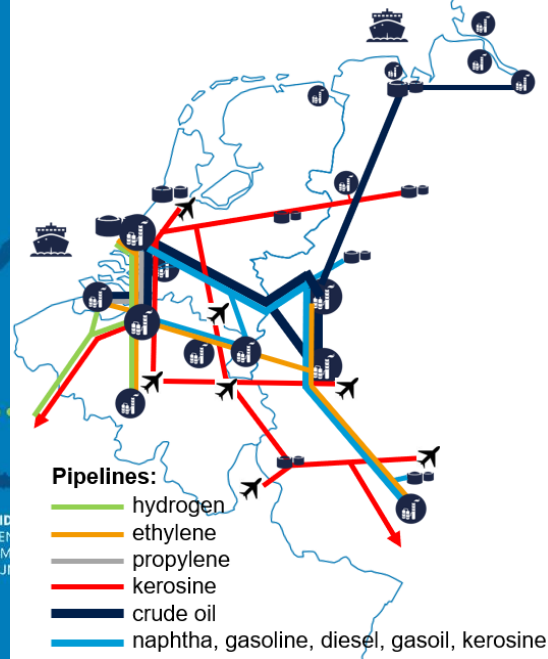 Pipelines:
hydrogen
ethylene
propylene
kerosine
crude oil
naphtha, gasoline, diesel, gasoil, kerosine